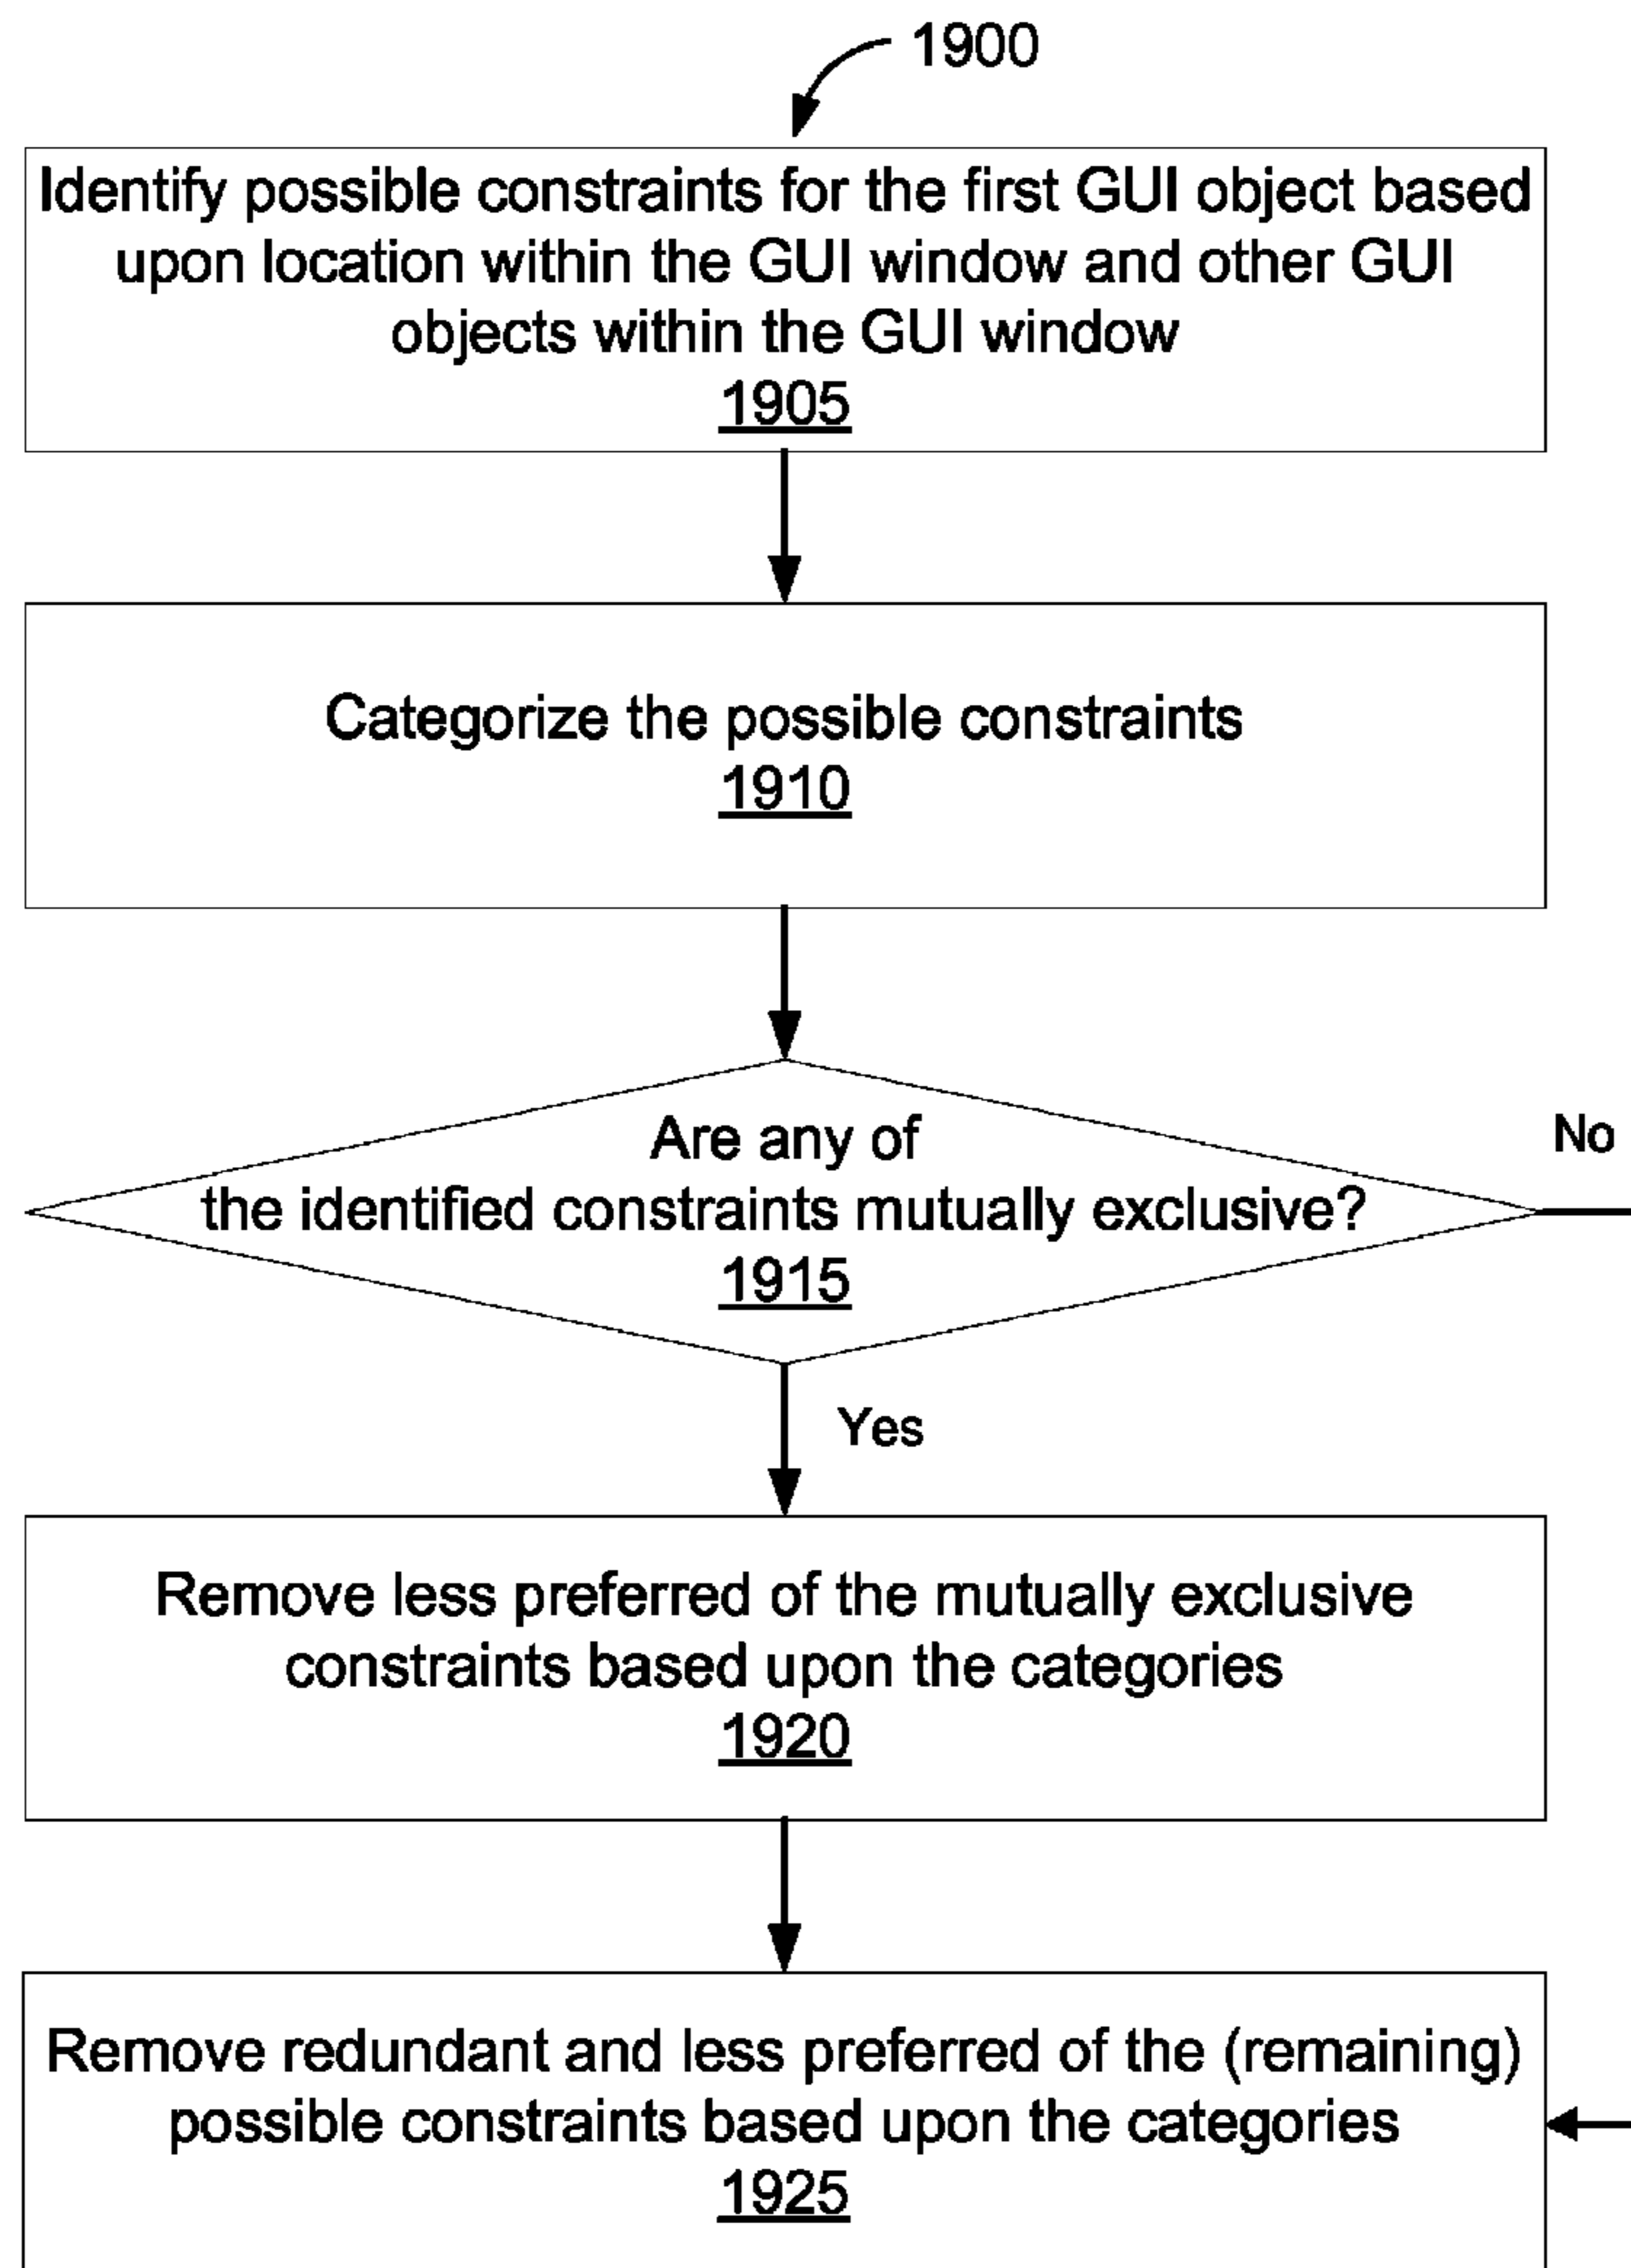 1900
Identify possible constraints for the first GUI object based
upon location within the GUI window and other GUI
objects within the GUI window
1905
Categorize the possible constraints
1910
Are any of
the identified constraints mutually exclusive?
1915
No
Yes
Remove less preferred of the mutually exclusive
constraints based upon the categories
1920
Remove redundant and less preferred of the (remaining)
possible constraints based upon the categories
1925